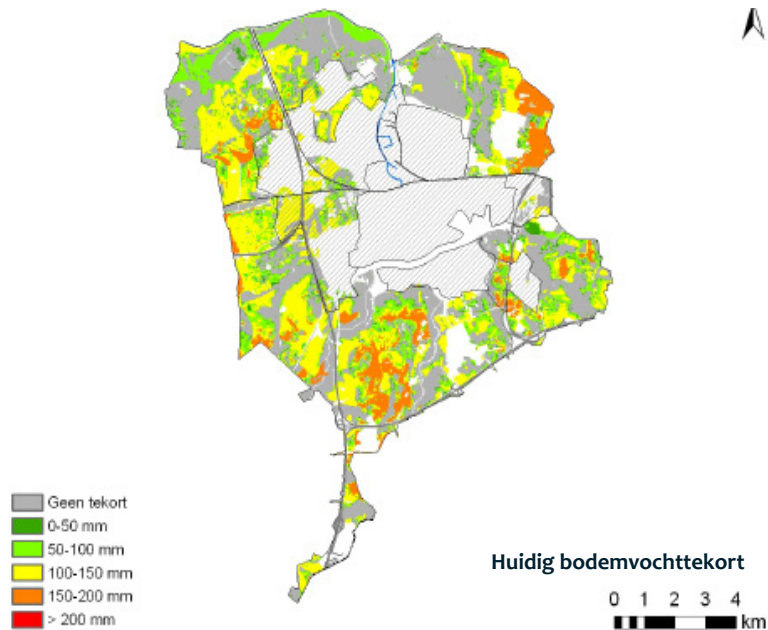 Geen tekort
0-50 mm
50-100 mm
100-150 mm
150-200 mm
> 200 mm
Huidig bodemvochttekort
0 1 2 3 4
km